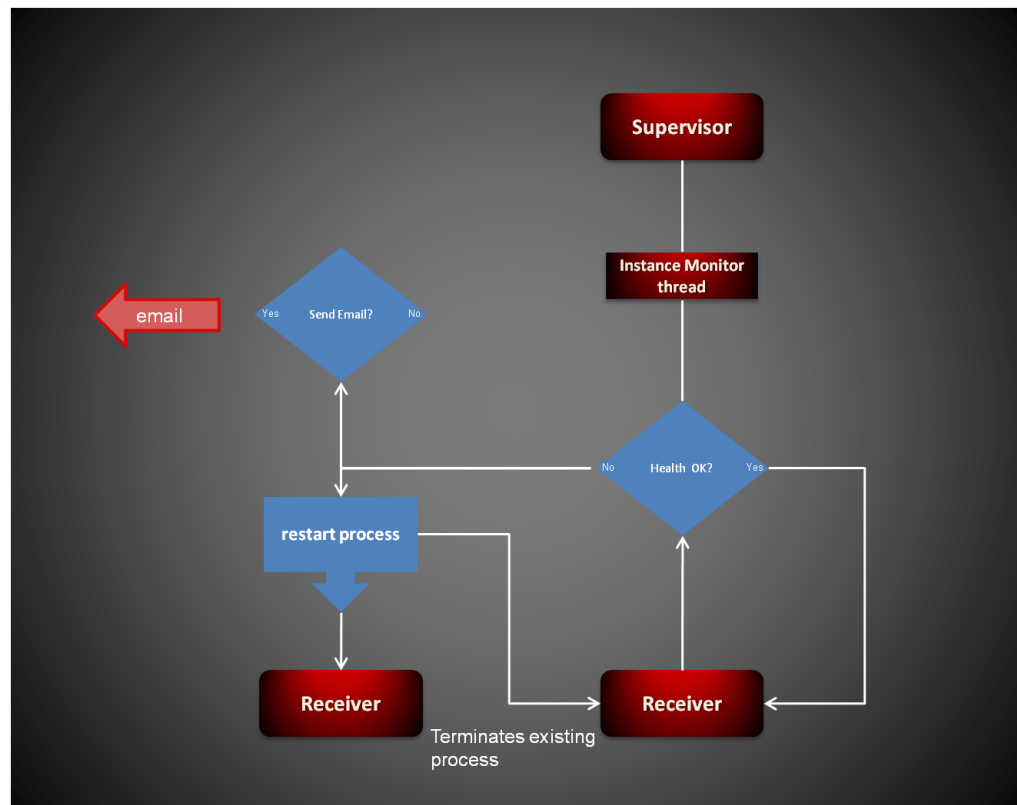 Supervisor
Instance Monitor
thread
email
Yes
Send Email?
No
No
Health OK?
Yes
restart process
Receiver
Receiver
Terminates existing
process